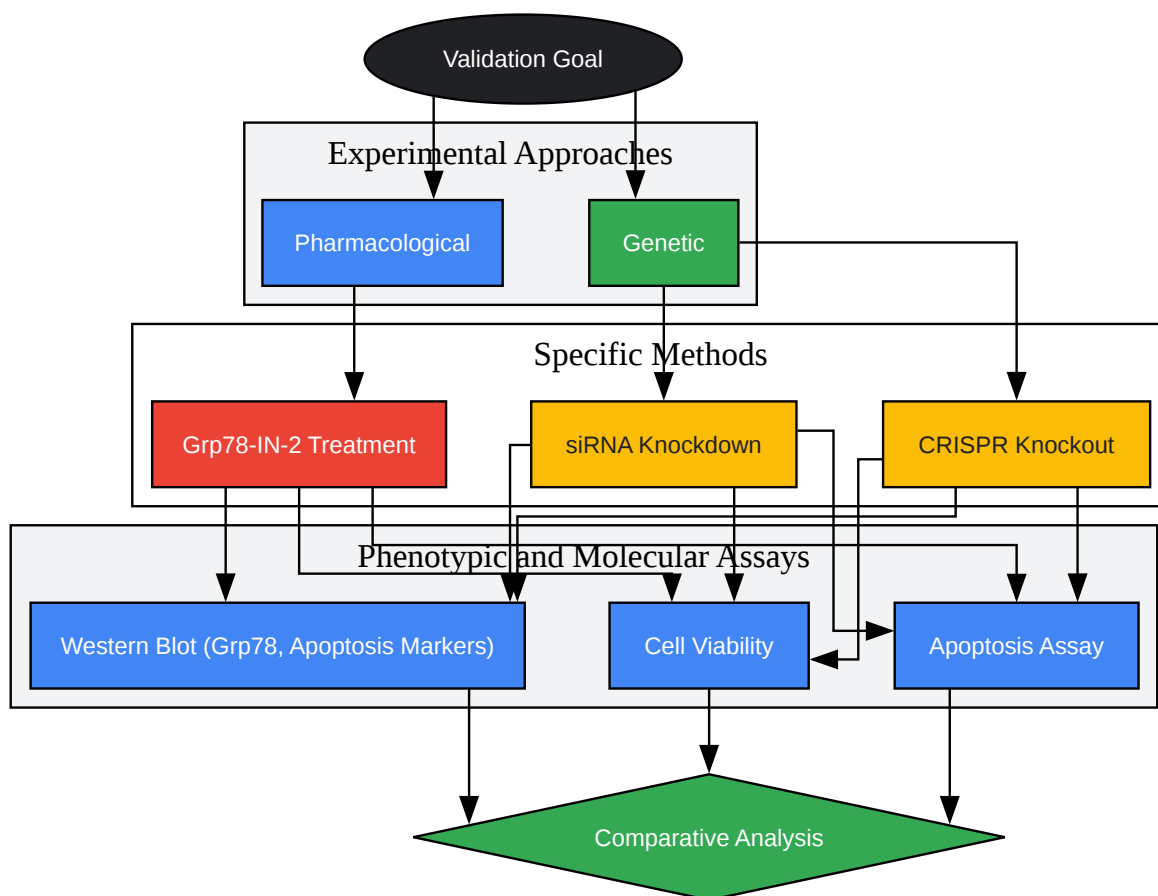 Validation Goal
Experimental Approaches
Pharmacological
Genetic
Specific Methods
Grp78-IN-2 Treatment
siRNA Knockdown
CRISPR Knockout
Phenotypic and Molecular Assays
Western Blot (Grp78, Apoptosis Markers)
Cell Viability
Apoptosis Assay
Comparative Analysis